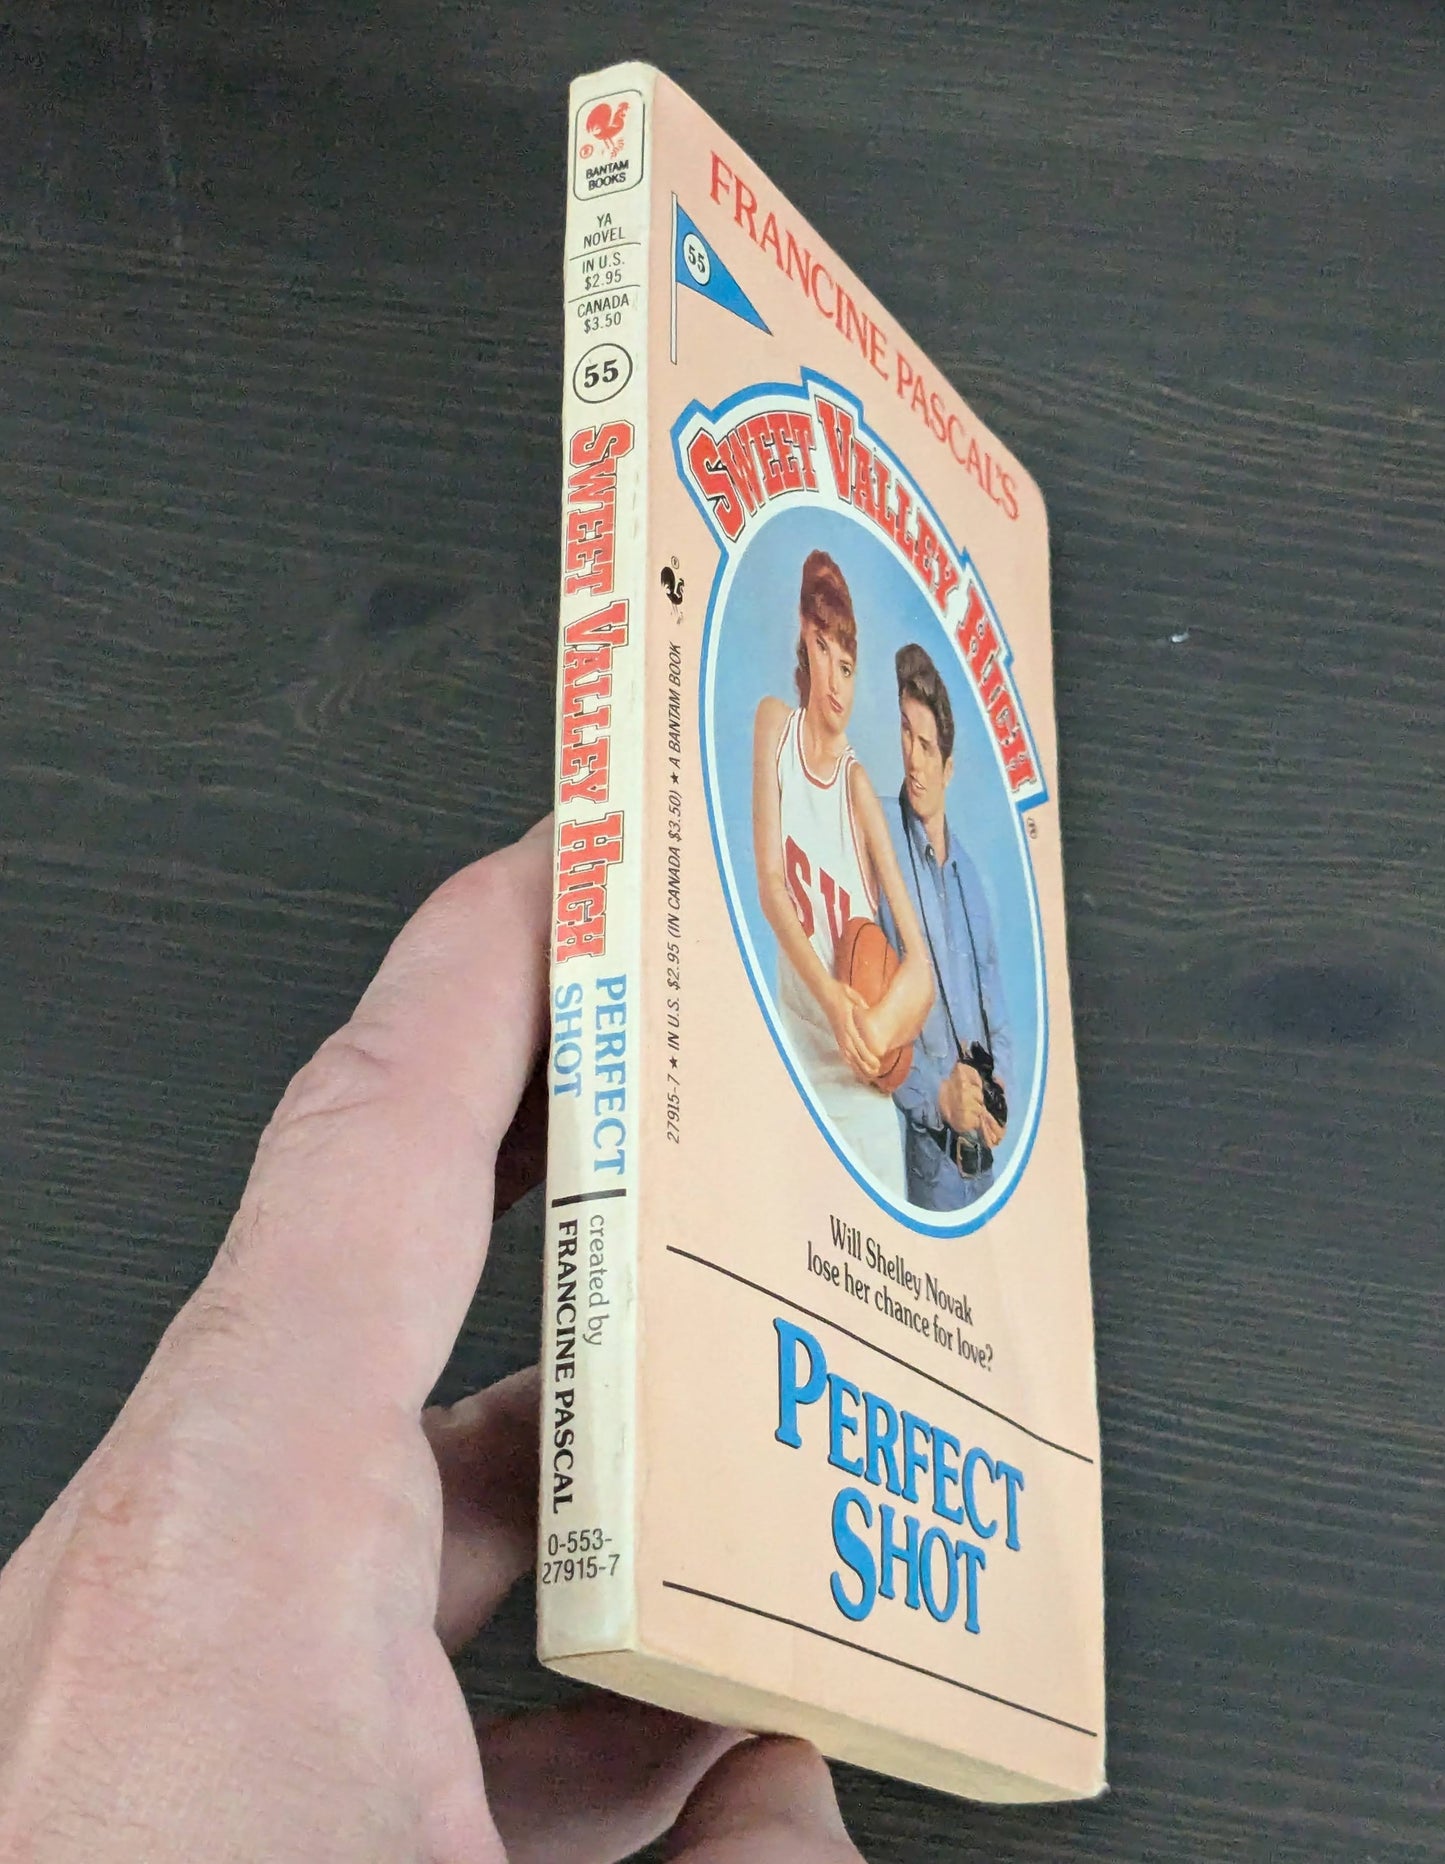 BANTAM
BOOKS
YA
NOVEL
IN U.S.
$2.95
CANADA
$3.50
55
SWEET VALLEY HIGH
PERFECT
SHOT
created by
FRANCINE PASCAL
0-553-
27915-7
FRANCINE PASCAL'S
55
SWEET VALLEY HIGH
®
27915-7 ★ IN U.S. $2.95 (IN CANADA $3.50) ★ A BANTAM BOOK
S V
Will Shelley Novak
lose her chance for love?
PERFECT
SHOT